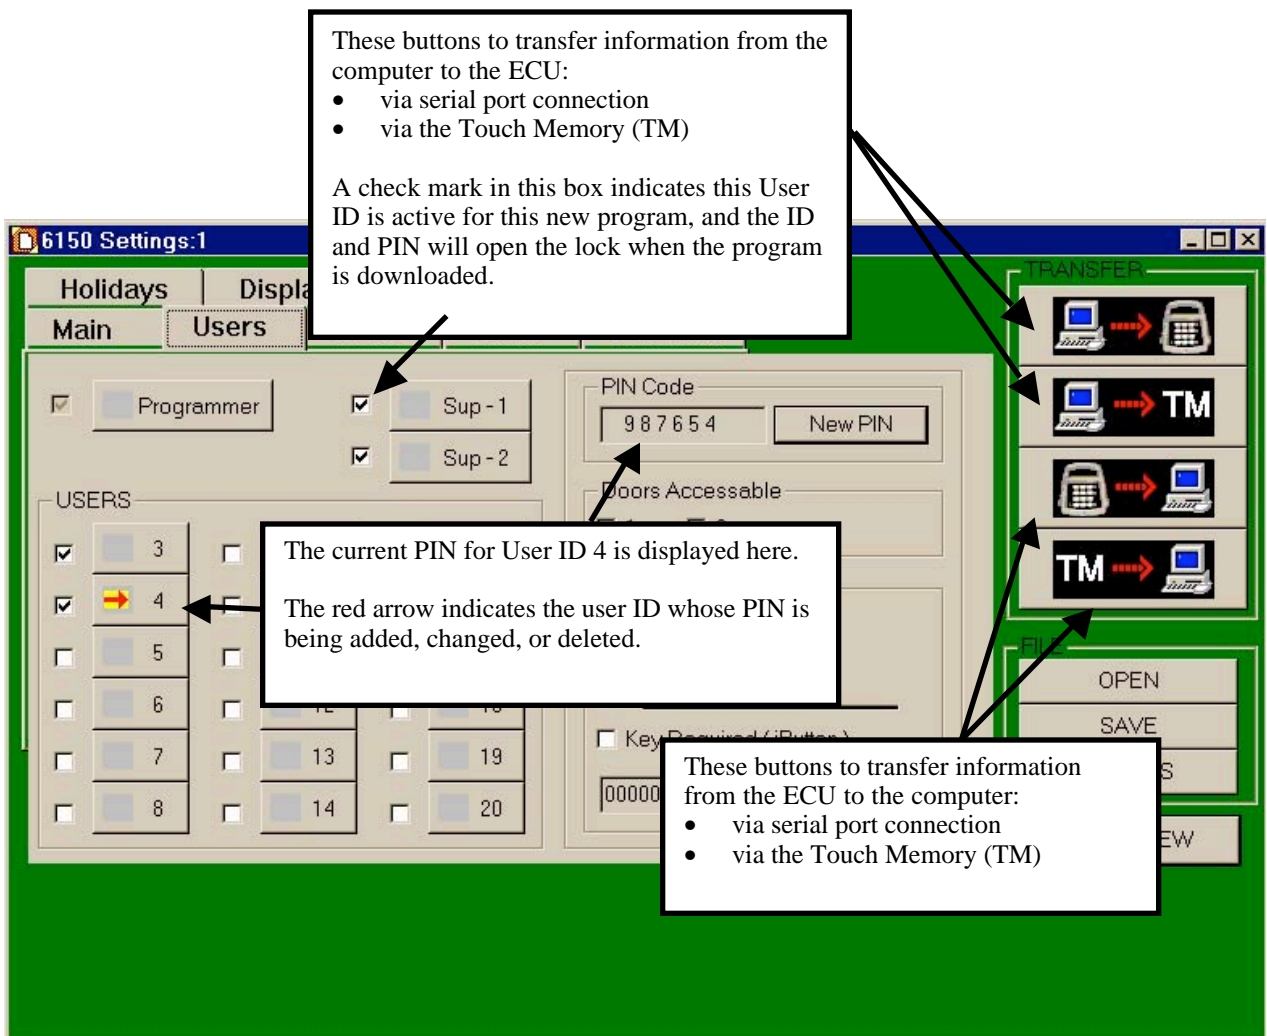 These buttons to transfer information from the
computer to the ECU:
• via serial port connection
• via the Touch Memory (TM)
A check mark in this box indicates this User
ID is active for this new program, and the ID
and PIN will open the lock when the program
is downloaded.
6150 Settings:1
Holidays
Main
Users
Programmer
Sup - 1
Sup - 2
PIN Code
987654
New PIN
Doors Accessable
USERS
3
4
5
6
7
8
13
14
19
20
The current PIN for User ID 4 is displayed here.
The red arrow indicates the user ID whose PIN is
being added, changed, or deleted.
Key Required ( iButton )
TRANSFER
TM
TM
FILE
OPEN
SAVE
These buttons to transfer information
from the ECU to the computer:
• via serial port connection
• via the Touch Memory (TM)